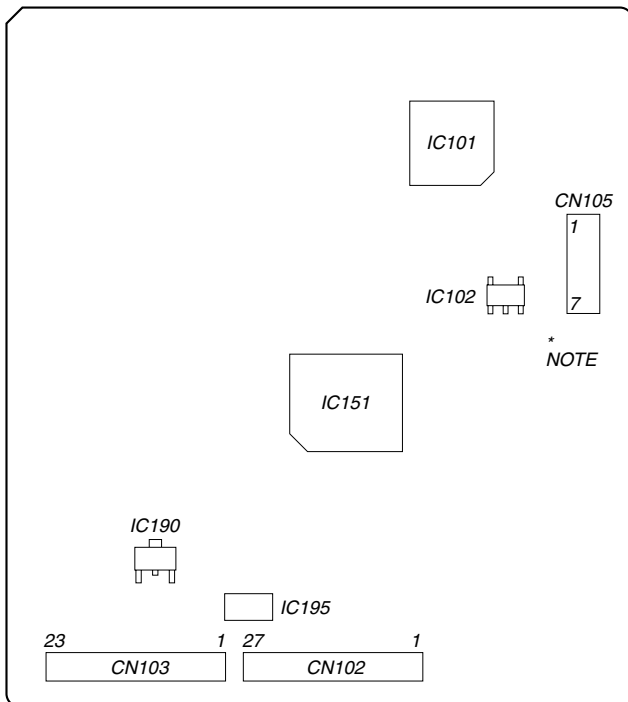 IC101
CN105
1
IC102
7
*
NOTE
IC151
IC190
IC195
23 1 27 1
CN103 CN102